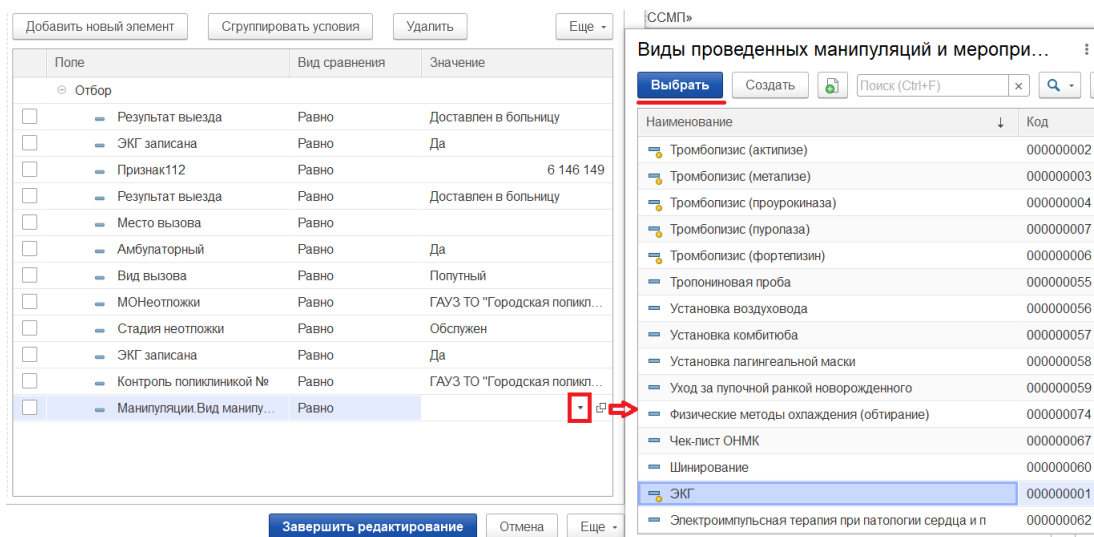 Добавить новый элемент Сгруппировать условия Удалить Еще
Поле Вид сравнения Значение
Отбор
Результат выезда Равно Доставлен в больницу
ЭКГ записана Равно Да
Признак112 Равно 6 146 149
Результат выезда Равно Доставлен в больницу
Место вызова Равно
Амбулаторный Равно Да
Вид вызова Равно Попутный
МОНеотложки Равно ГАУЗ ТО "Городская поликл...
Стадия неотложки Равно Обслужен
ЭКГ записана Равно Да
Контроль поликлиникой № Равно ГАУЗ ТО "Городская поликл...
Манипуляции.Вид манипу... Равно
Завершить редактирование Отмена Еще
ССМП»
Виды проведенных манипуляций и меропри...
Выбрать Создать Поиск (Ctrl+F) ×
Наименование ↓ Код
Тромболизис (актилизе) 000000002
Тромболизис (метализе) 000000003
Тромболизис (проурокиназа) 000000004
Тромболизис (пуролаза) 000000007
Тромболизис (фортелизин) 000000006
Тропониновая проба 000000055
Установка воздуховода 000000056
Установка комбитюба 000000057
Установка лагингеальной маски 000000058
Уход за пупочной ранкой новорожденного 000000059
Физические методы охлаждения (обтирание) 000000074
Чек-лист ОНМК 000000067
Шинирование 000000060
ЭКГ 000000001
Электроимпульсная терапия при патологии сердца и п 000000062